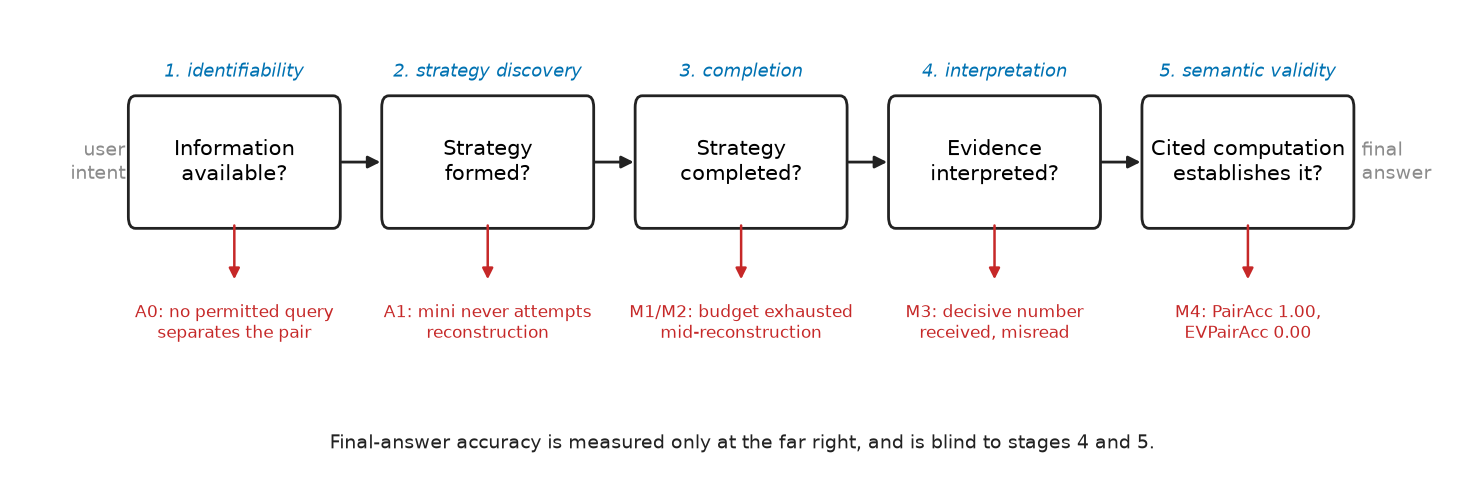 1. identifiability
2. strategy discovery
3. completion
4. interpretation
5. semantic validity
user
intent
Information
available?
Strategy
formed?
Strategy
completed?
Evidence
interpreted?
Cited computation
establishes it?
final
answer
A0: no permitted query
separates the pair
A1: mini never attempts
reconstruction
M1/M2: budget exhausted
mid-reconstruction
M3: decisive number
received, misread
M4: PairAcc 1.00,
EVPairAcc 0.00
Final-answer accuracy is measured only at the far right, and is blind to stages 4 and 5.